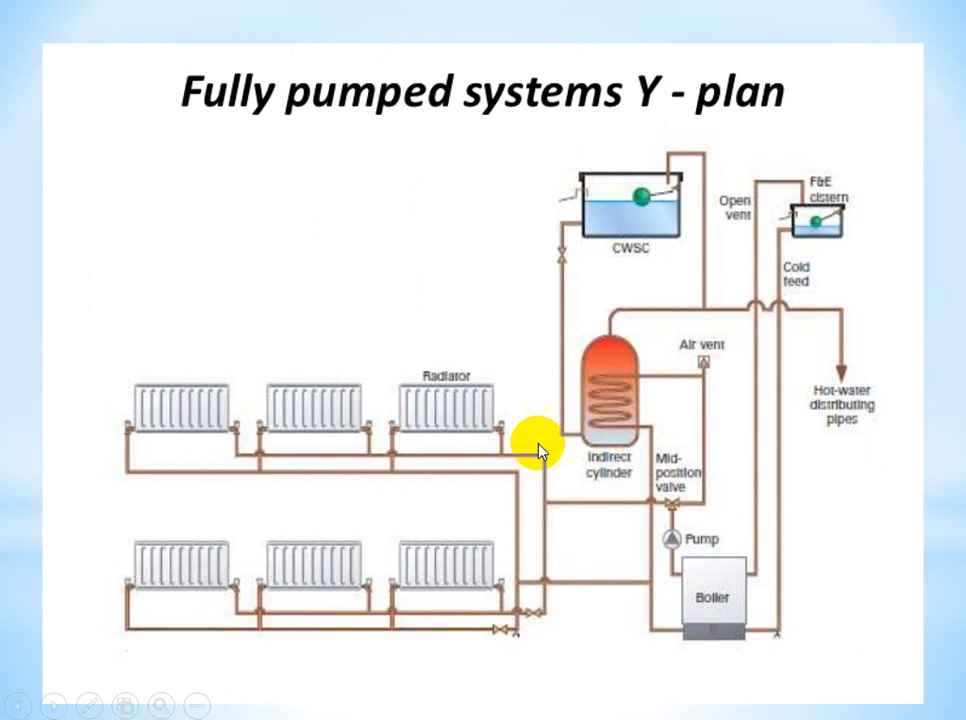 Fully pumped systems Y - plan
F&E
cistern
Open
vent
CWSC
Cold
feed
Air vent
Radiator
Hot-water
distributing
pipes
Indirect
cylinder
Mid-
position
valve
Pump
Boiler